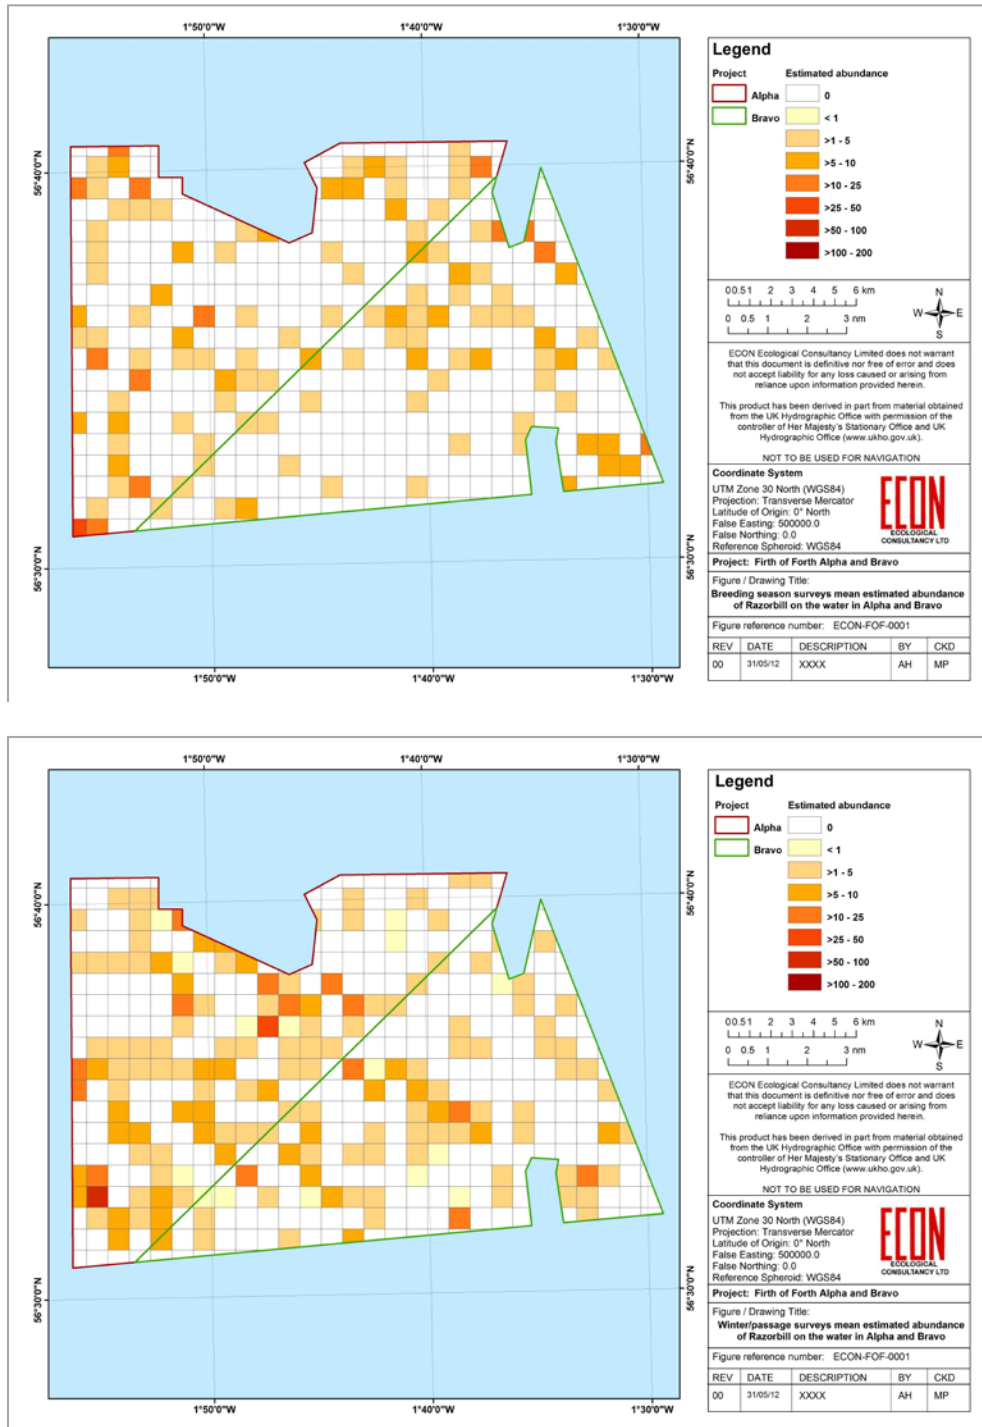 1°50'0"W 1°40'0"W 1°30'0"W
56°40'0"N 56°40'0"N
56°30'0"N 56°30'0"N
1°50'0"W 1°40'0"W 1°30'0"W
Legend
Project Estimated abundance
Alpha 0
Bravo < 1
>1 - 5
>5 - 10
>10 - 25
>25 - 50
>50 - 100
>100 - 200
0 0.5 1 2 3 4 5 6 km
0 0.5 1 2 3 nm
N
W E
S
ECON Ecological Consultancy Limited does not warrant
that this document is definitive nor free of error and does
not accept liability for any loss caused or arising from
reliance upon information provided herein.
This product has been derived in part from material obtained
from the UK Hydrographic Office with permission of the
controller of Her Majesty's Stationary Office and UK
Hydrographic Office (www.ukho.gov.uk).
NOT TO BE USED FOR NAVIGATION
Coordinate System
UTM Zone 30 North (WGS84)
Projection: Transverse Mercator
Latitude of Origin: 0° North
False Easting: 500000.0
False Northing: 0.0
Reference Spheroid: WGS84
ECON
ECOLOGICAL
CONSULTANCY LTD
Project: Firth of Forth Alpha and Bravo
Figure / Drawing Title:
Breeding season surveys mean estimated abundance
of Razorbill on the water in Alpha and Bravo
Figure reference number: ECON-FOF-0001
REV DATE DESCRIPTION BY CKD
00 31/05/12 XXXX AH MP
1°50'0"W 1°40'0"W 1°30'0"W
56°40'0"N 56°40'0"N
56°30'0"N 56°30'0"N
1°50'0"W 1°40'0"W 1°30'0"W
Legend
Project Estimated abundance
Alpha 0
Bravo < 1
>1 - 5
>5 - 10
>10 - 25
>25 - 50
>50 - 100
>100 - 200
0 0.5 1 2 3 4 5 6 km
0 0.5 1 2 3 nm
N
W E
S
ECON Ecological Consultancy Limited does not warrant
that this document is definitive nor free of error and does
not accept liability for any loss caused or arising from
reliance upon information provided herein.
This product has been derived in part from material obtained
from the UK Hydrographic Office with permission of the
controller of Her Majesty's Stationary Office and UK
Hydrographic Office (www.ukho.gov.uk).
NOT TO BE USED FOR NAVIGATION
Coordinate System
UTM Zone 30 North (WGS84)
Projection: Transverse Mercator
Latitude of Origin: 0° North
False Easting: 500000.0
False Northing: 0.0
Reference Spheroid: WGS84
ECON
ECOLOGICAL
CONSULTANCY LTD
Project: Firth of Forth Alpha and Bravo
Figure / Drawing Title:
Winter/passage surveys mean estimated abundance
of Razorbill on the water in Alpha and Bravo
Figure reference number: ECON-FOF-0001
REV DATE DESCRIPTION BY CKD
00 31/05/12 XXXX AH MP